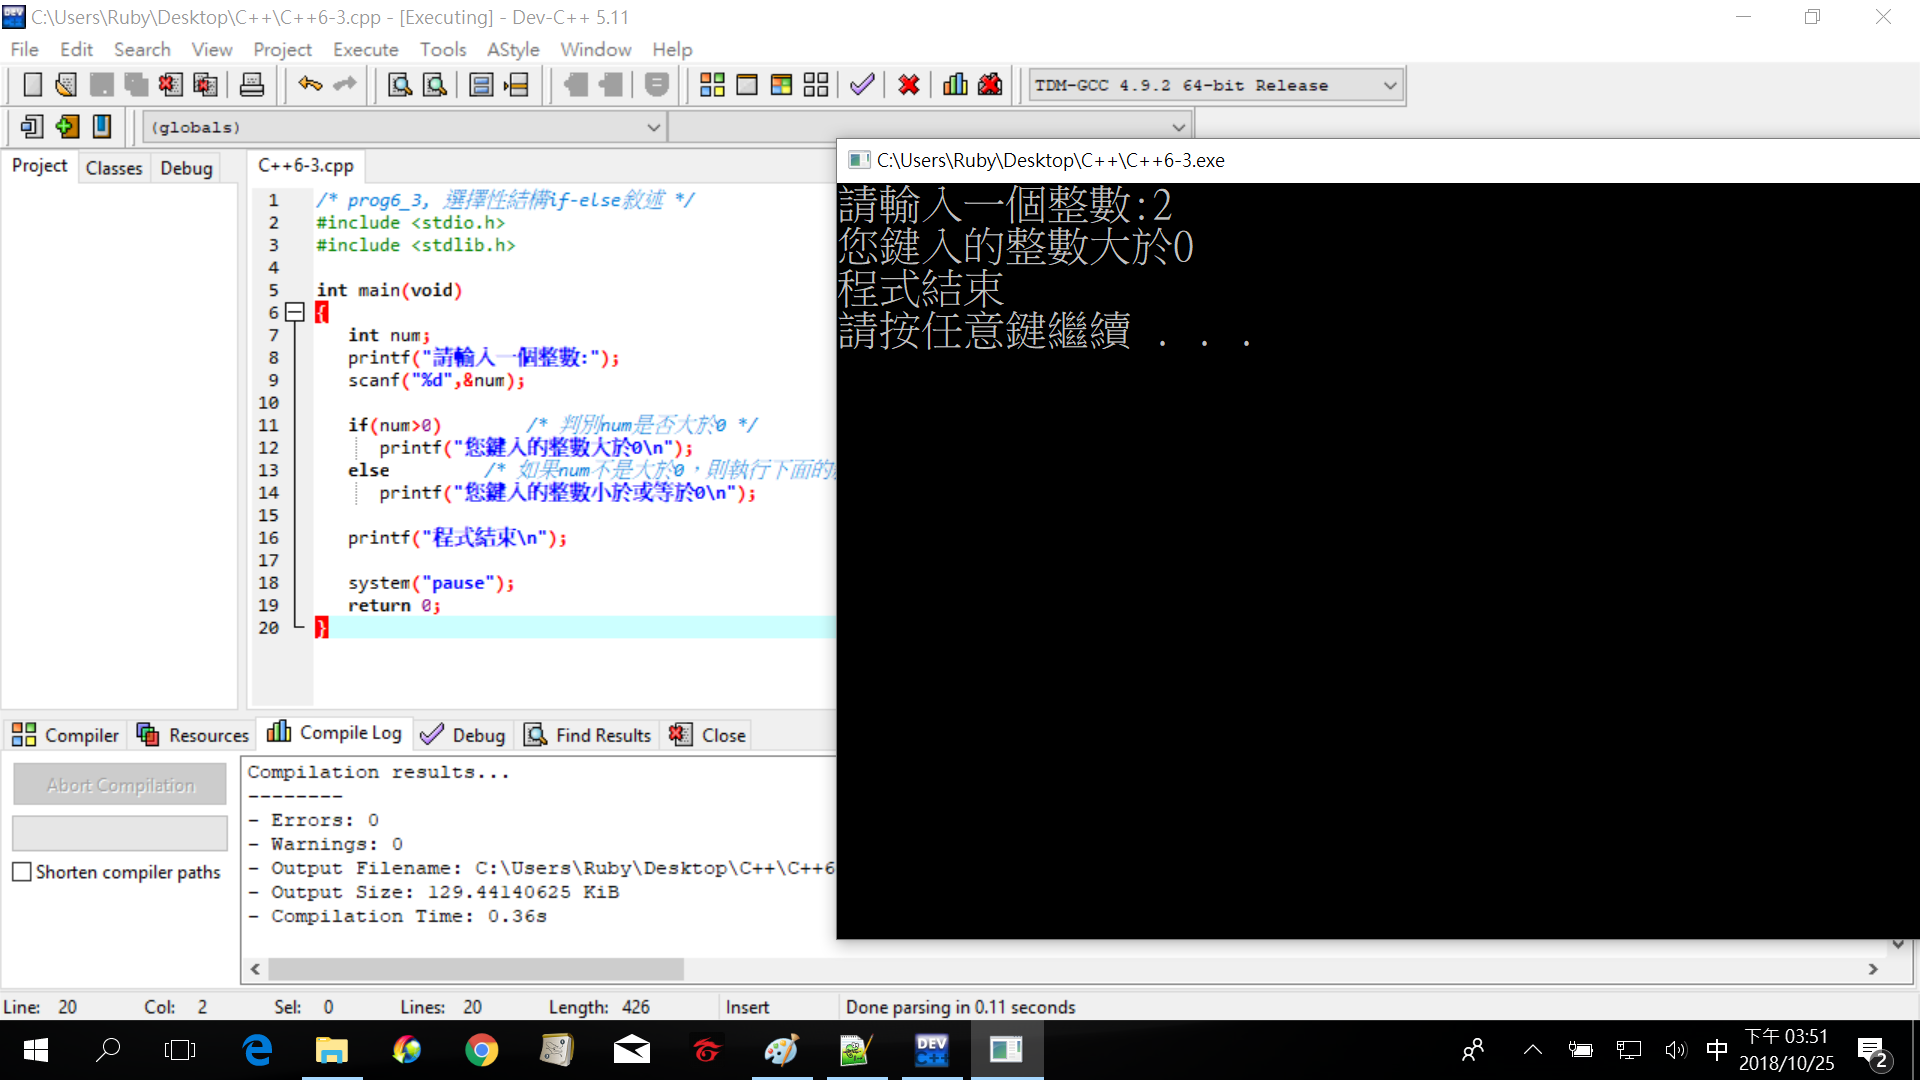 C:\Users\Ruby\Desktop\C++\C++6-3.cpp - [Executing] - Dev-C++ 5.11
File Edit Search View Project Execute Tools AStyle Window Help
TDM-GCC 4.9.2 64-bit Release
(globals)
Project Classes Debug
C++6-3.cpp
1 /* prog6_3, 選擇性結構if-else敘述 */
2 #include <stdio.h>
3 #include <stdlib.h>
4
5 int main(void)
6 {
7 int num;
8 printf("請輸入一個整數:");
9 scanf("%d",&num);
10
11 if(num>0) /* 判別num是否大於0 */
12 printf("您鍵入的整數大於0\n");
13 else /* 如果num不是大於0，則執行下面的
14 printf("您鍵入的整數小於或等於0\n");
15
16 printf("程式結束\n");
17
18 system("pause");
19 return 0;
20 }
C:\Users\Ruby\Desktop\C++\C++6-3.exe
請輸入一個整數:2
您鍵入的整數大於0
程式結束
請按任意鍵繼續 . . .
Compiler Resources Compile Log Debug Find Results Close
Abort Compilation
Shorten compiler paths
Compilation results...
--------
- Errors: 0
- Warnings: 0
- Output Filename: C:\Users\Ruby\Desktop\C++\C++6
- Output Size: 129.44140625 KiB
- Compilation Time: 0.36s
Line: 20 Col: 2 Sel: 0 Lines: 20 Length: 426 Insert Done parsing in 0.11 seconds
DEV C++
中
下午 03:51
2018/10/25
2